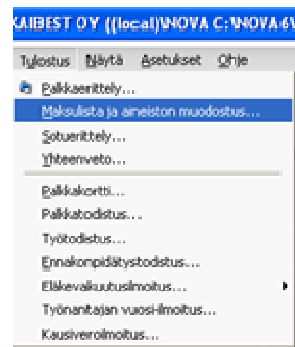 KAIBEST OY ((local)\NOVA C:\NOVA
Tulostus Näytä Asetukset Ohje
Palkkaerittely...
Maksulista ja aineiston muodostus...
Sotuerittely...
Yhteenveto...
Palkkakortti...
Palkkatodistus...
Työtodistus...
Ennakonpidätystodistus...
Eläkevakuutusilmoitus...
Työnantajan vuosi-ilmoitus...
Kausiveroilmoitus...